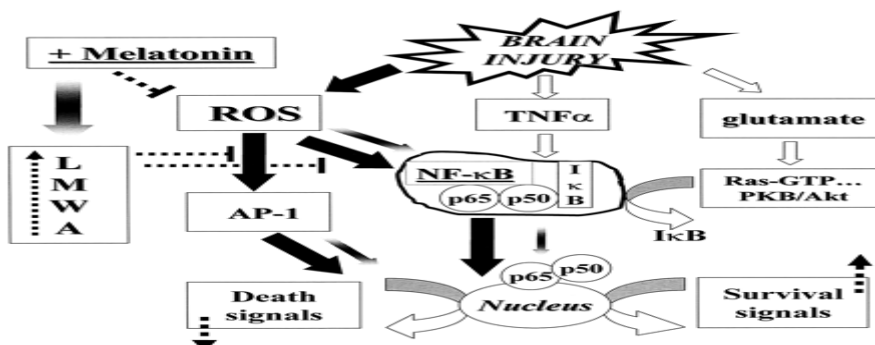 + Melatonin
BRAIN
INJURY
ROS
TNFα
glutamate
L
M
W
A
NF-κB
p65
p50
I
κ
B
Ras-GTP...
PKB/Akt
AP-1
IκB
p65
p50
Nucleus
Death
signals
Survival
signals